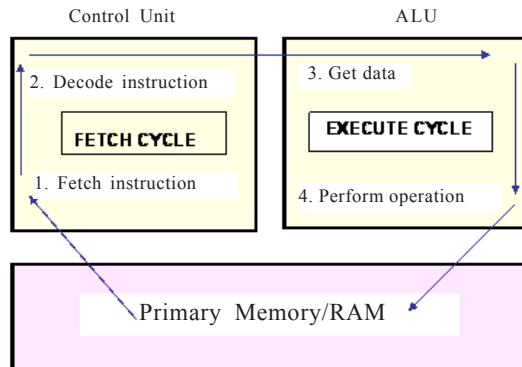 Control Unit
ALU
2. Decode instruction
3. Get data
FETCH CYCLE
EXECUTE CYCLE
1. Fetch instruction
4. Perform operation
Primary Memory/RAM